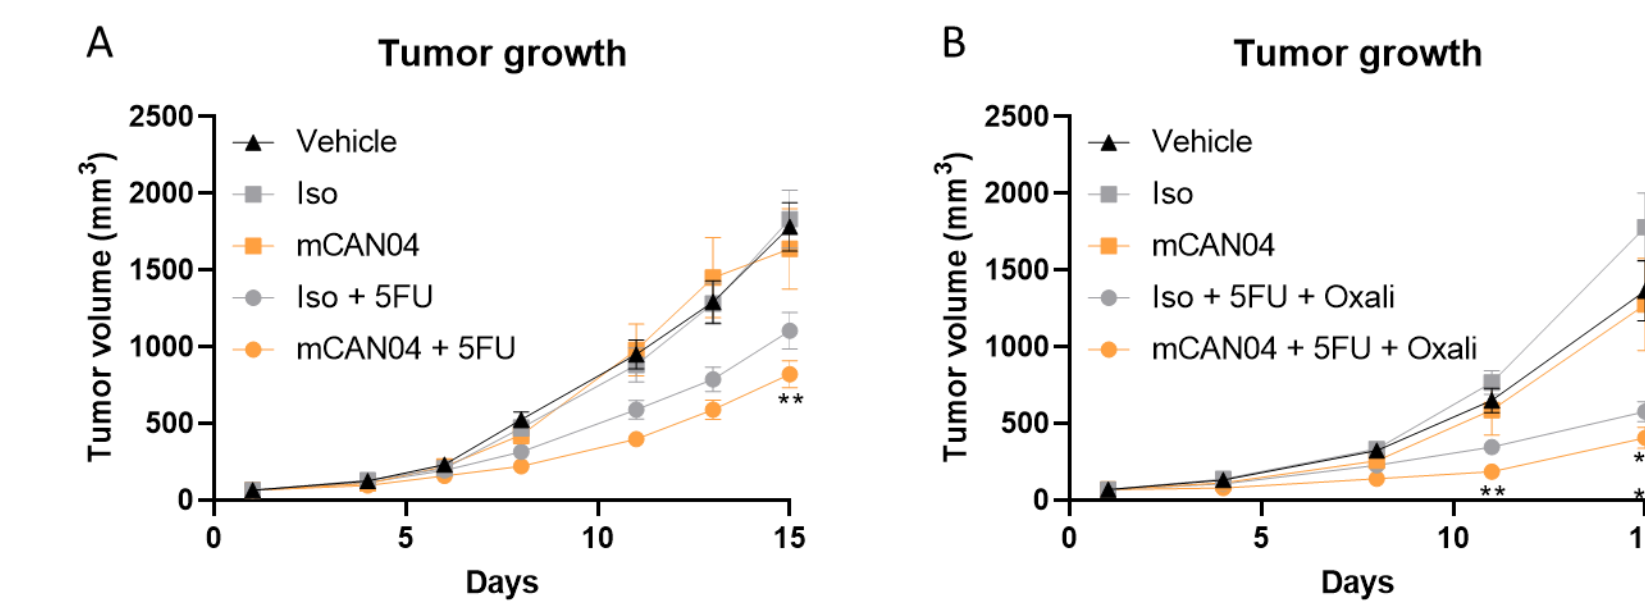 A
Tumor growth
Tumor volume (mm³)
2500
2000
1500
1000
500
0
Vehicle
Iso
mCAN04
Iso + 5FU
mCAN04 + 5FU
**
0 5 10 15
Days
B
Tumor growth
Tumor volume (mm³)
2500
2000
1500
1000
500
0
Vehicle
Iso
mCAN04
Iso + 5FU + Oxali
mCAN04 + 5FU + Oxali
*
**
*
0 5 10 1
Days